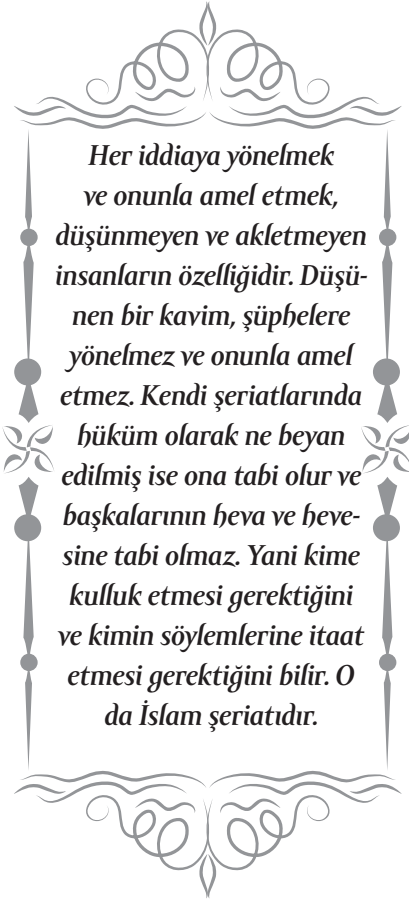 Her iddiaya yönelmek
ve onunla amel etmek,
düşünmeyen ve akletmeyen
insanların özelliğidir. Düşü-
nen bir kavim, şüphelere
yönelmez ve onunla amel
etmez. Kendi şeriatlarında
hüküm olarak ne beyan
edilmiş ise ona tabi olur ve
başkalarının heva ve heve-
sine tabi olmaz. Yani kime
kulluk etmesi gerektiğini
ve kimin söylemlerine itaat
etmesi gerektiğini bilir. O
da İslam şeriatıdır.